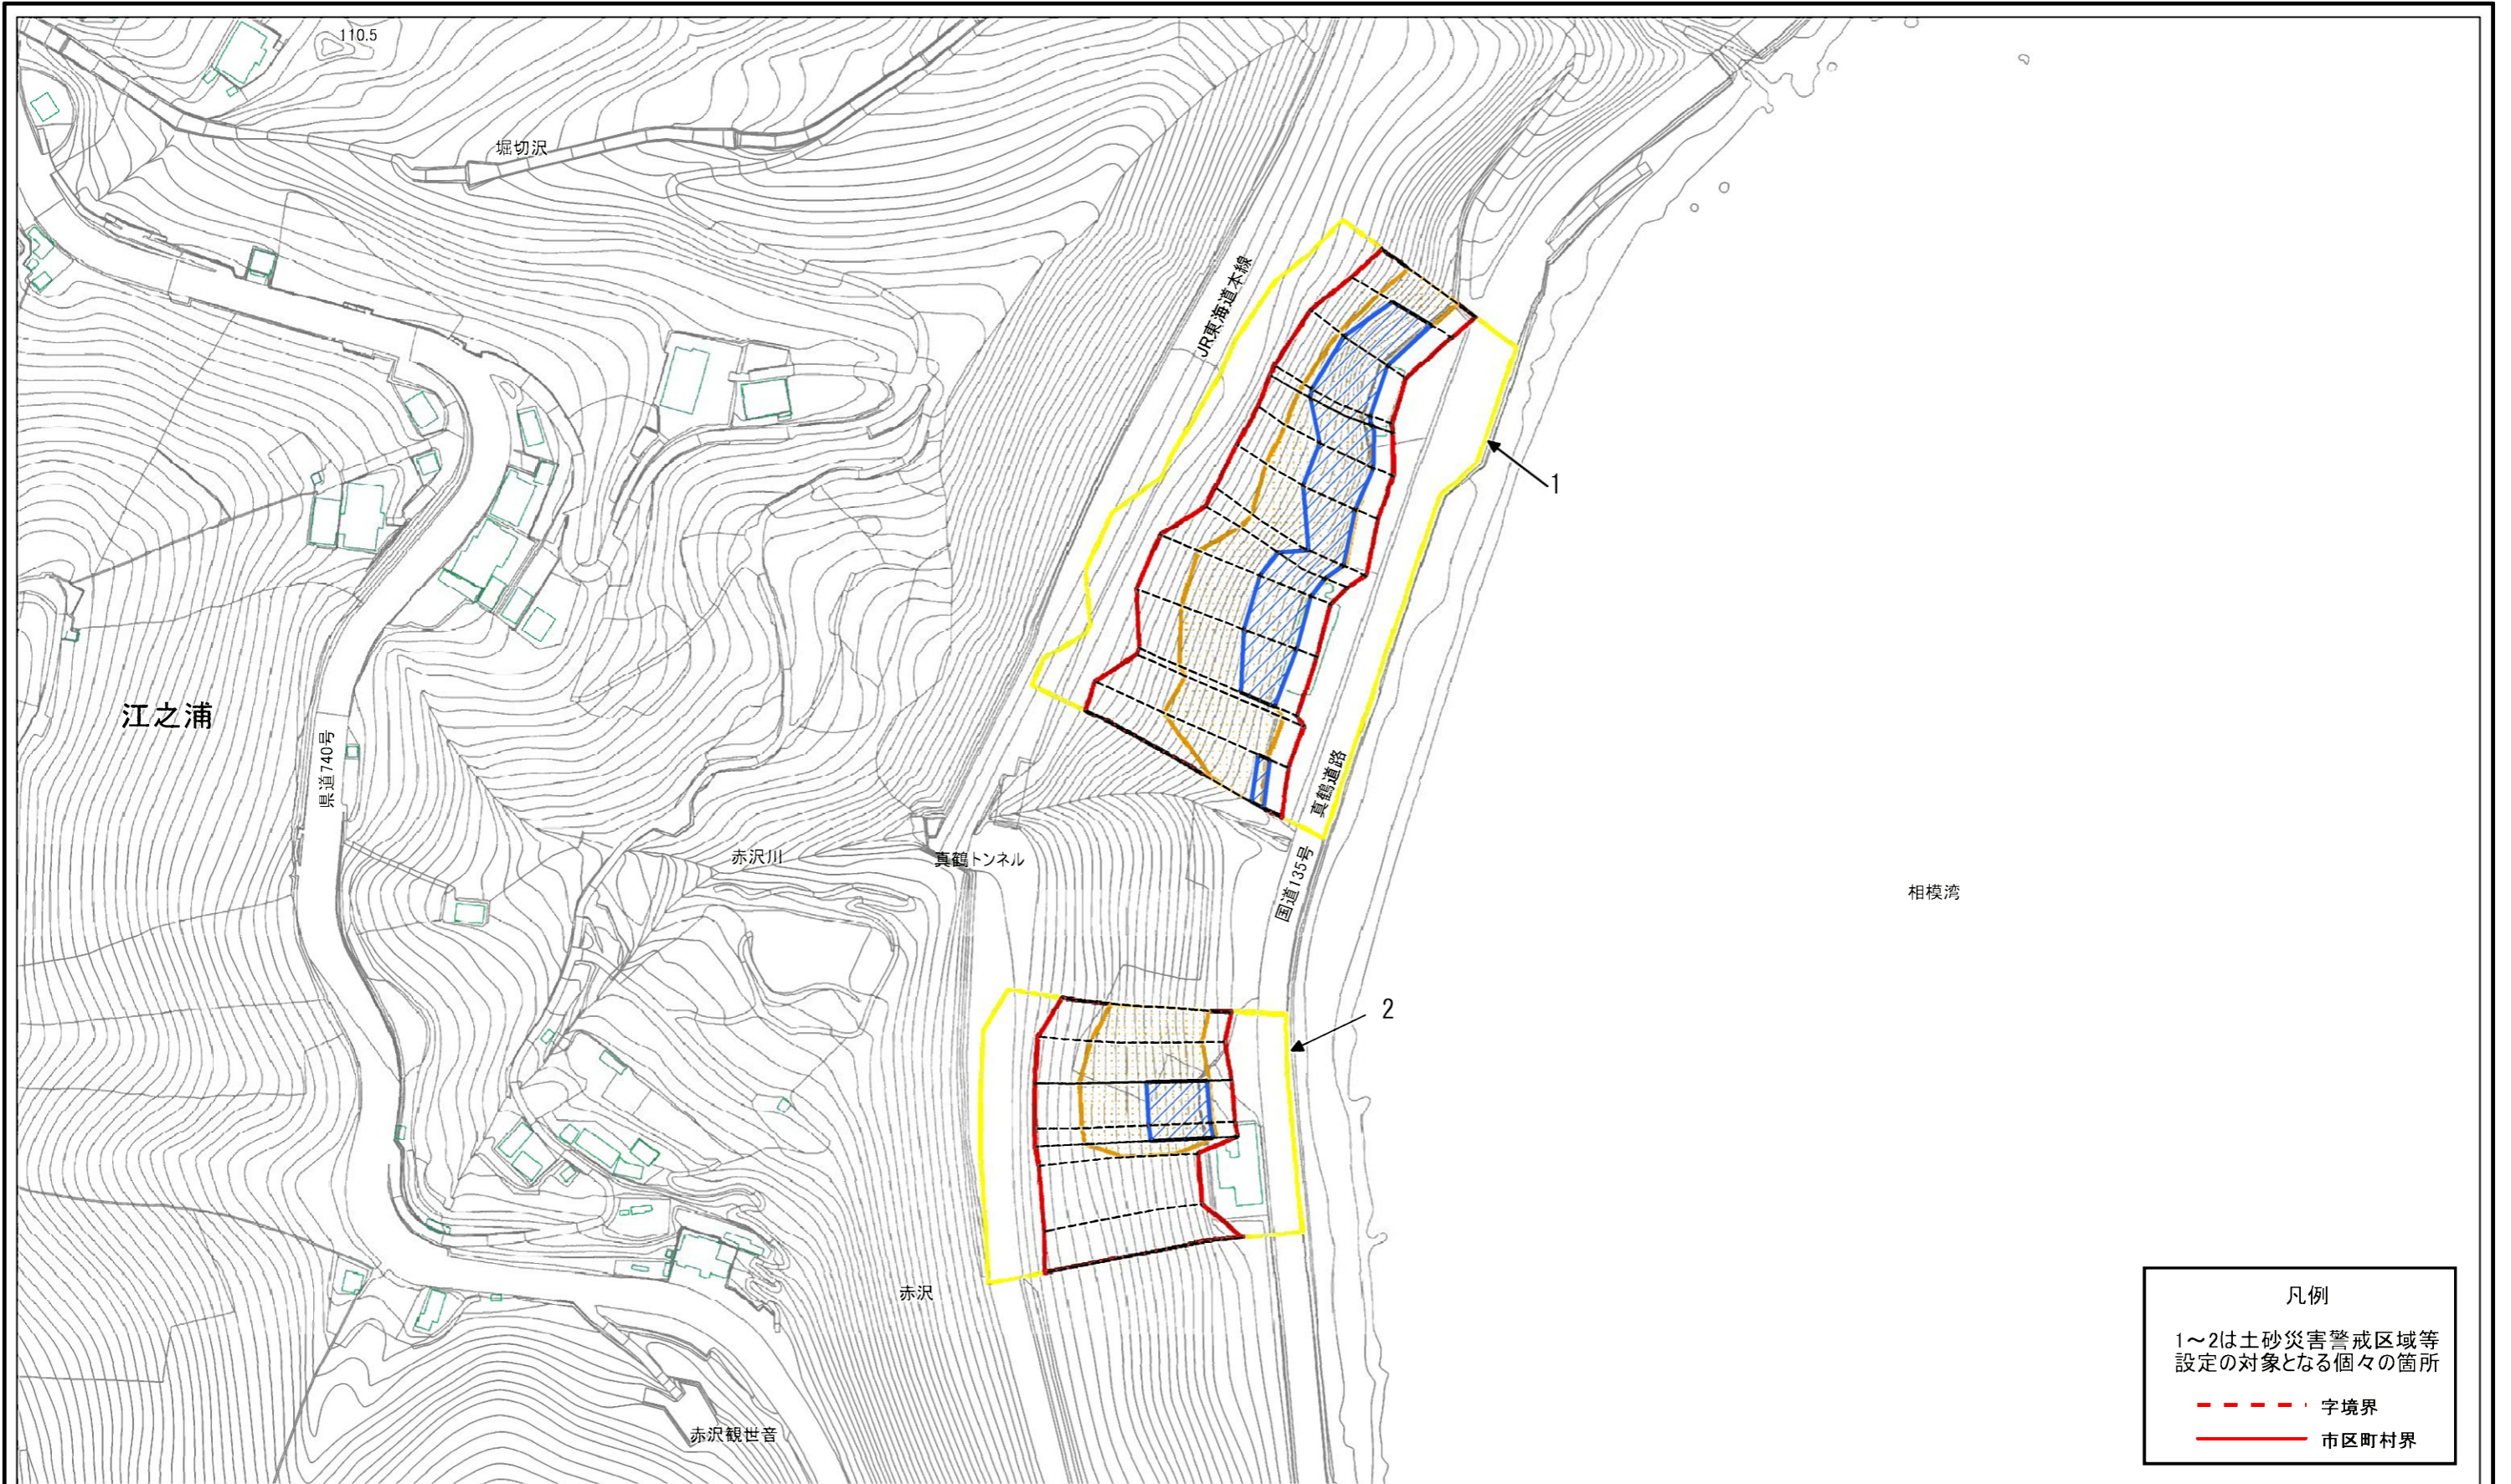 110.5
堀切沢
JR東海道本線
1
江之浦
県道740号
真鶴道路
赤沢川
真鶴トンネル
国道135号
相模湾
2
赤沢
赤沢観世音
凡例
1～2は土砂災害警戒区域等
設定の対象となる個々の箇所
字境界
市区町村界